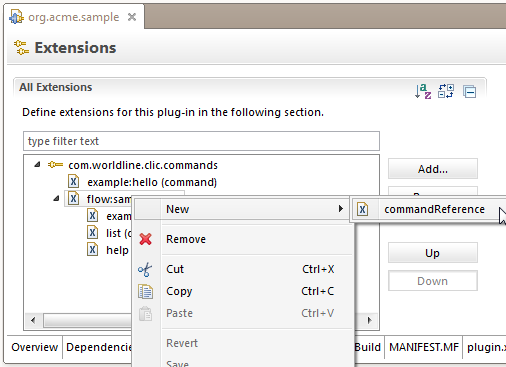 org.acme.sample
Extensions
All Extensions
Define extensions for this plug-in in the following section.
type filter text
com.worldline.clic.commands
Add...
example:hello (command)
flow:sam
New
commandReference
exam
Remove
list (c
help
Cut Ctrl+X
Up
Copy Ctrl+C
Down
Paste Ctrl+V
Revert
Overview Dependencie Build MANIFEST.MF plugin.x
Save